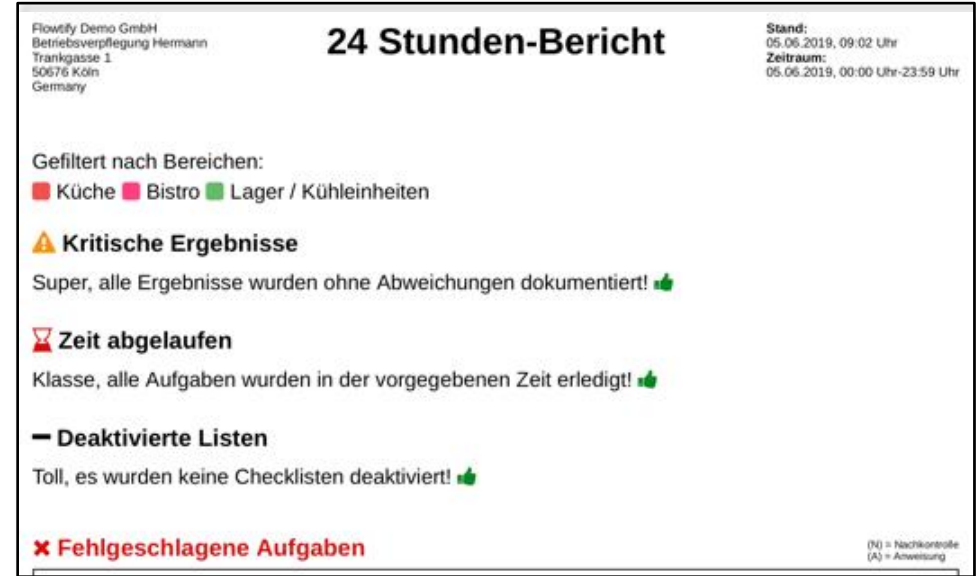 Flowtify Demo GmbH
Betriebsverpflegung Hermann
Trankgasse 1
50676 Köln
Germany
24 Stunden-Bericht
Stand:
05.06.2019, 09:02 Uhr
Zeitraum:
05.06.2019, 00:00 Uhr-23:59 Uhr
Gefiltert nach Bereichen:
Küche Bistro Lager / Kühleinheiten
Kritische Ergebnisse
Super, alle Ergebnisse wurden ohne Abweichungen dokumentiert!
Zeit abgelaufen
Klasse, alle Aufgaben wurden in der vorgegebenen Zeit erledigt!
Deaktivierte Listen
Toll, es wurden keine Checklisten deaktiviert!
Fehlgeschlagene Aufgaben
(N) = Nachkontrolle
(A) = Anweisung